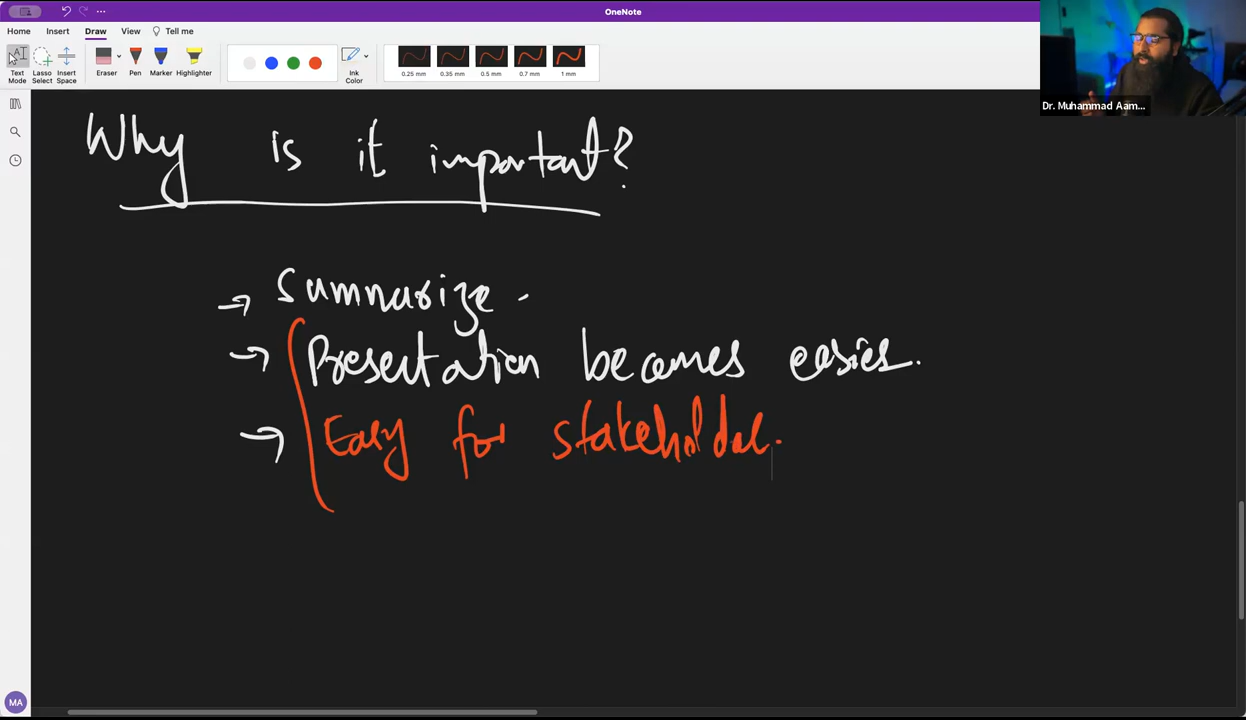 OneNote
Home Insert Draw View Tell me
Text Mode
Lasso Select
Insert Space
Eraser
Pen
Marker
Highlighter
Ink Color
0.25 mm 0.35 mm 0.5 mm 0.7 mm 1 mm
Dr. Muhammad Aam...
Why is it important?
→ Summarize.
→ Presentation becomes easier.
→ Easy for stakeholder.
MA